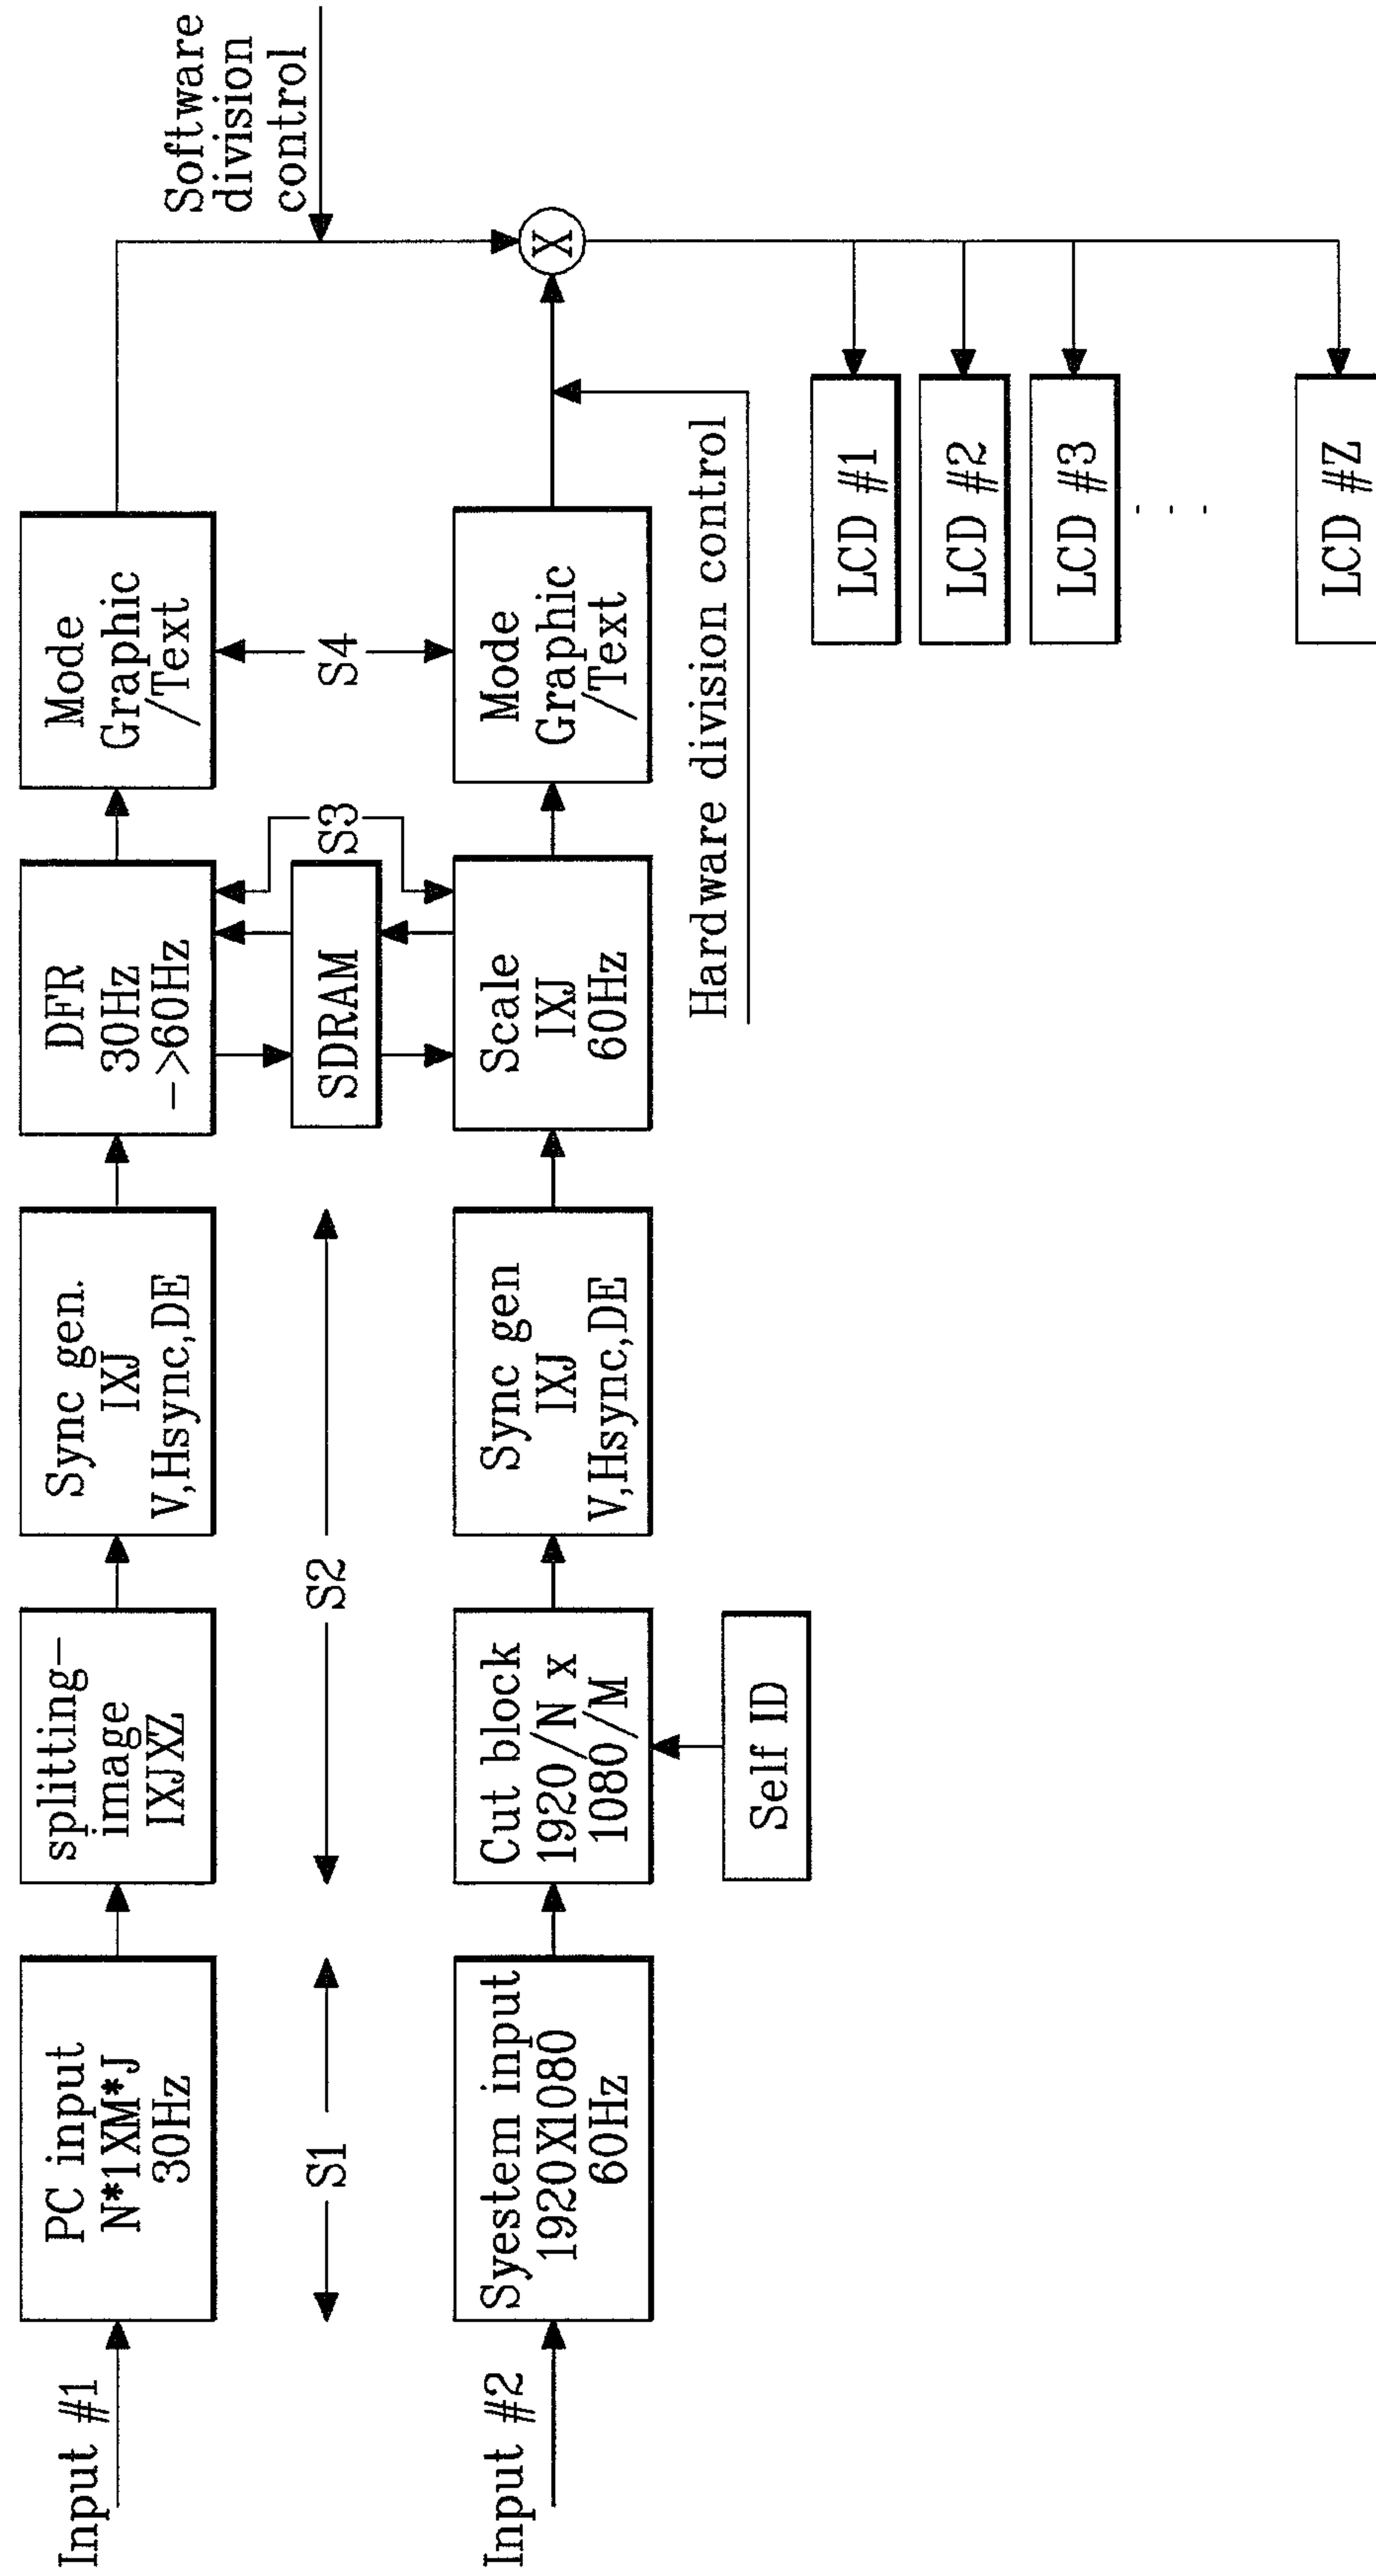 Input #1
PC input
N*1XM*J
30Hz
splitting-
image
IXJXZ
Sync gen.
IXJ
V,Hsync,DE
DFR
30Hz
->60Hz
Mode
Graphic
/Text
Software
division
control
S1
S2
SDRAM
S3
S4
X
Input #2
Syestem input
1920X1080
60Hz
Cut block
1920/N x
1080/M
Sync gen
IXJ
V,Hsync,DE
Scale
IXJ
60Hz
Mode
Graphic
/Text
Self ID
Hardware division control
LCD #1
LCD #2
LCD #3
. . .
LCD #Z